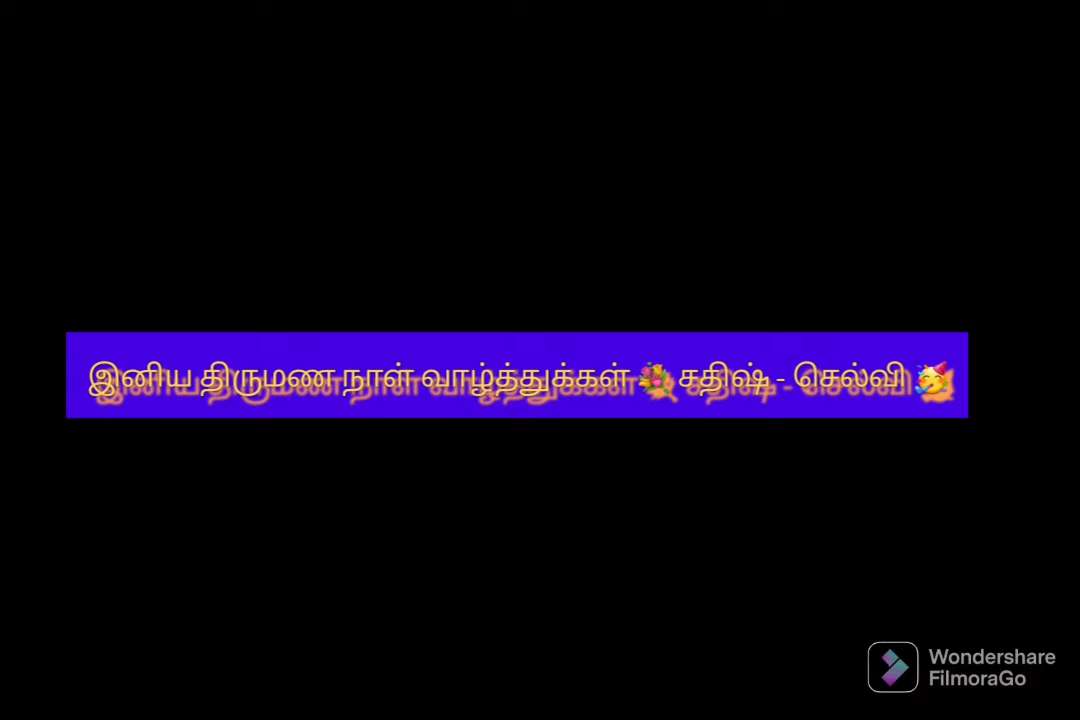 இனிய திருமண நாள் வாழ்த்துக்கள் 💐 சதிஷ் - செல்வி 🥳
Wondershare
FilmoraGo